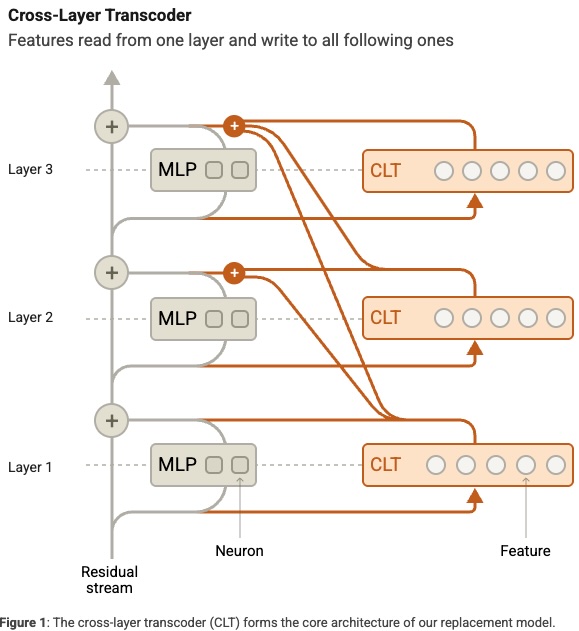 Cross-Layer Transcoder
Features read from one layer and write to all following ones
+
+
Layer 3
MLP
CLT
+
+
Layer 2
MLP
CLT
+
Layer 1
MLP
CLT
Neuron
Feature
Residual
stream
Figure 1: The cross-layer transcoder (CLT) forms the core architecture of our replacement model.